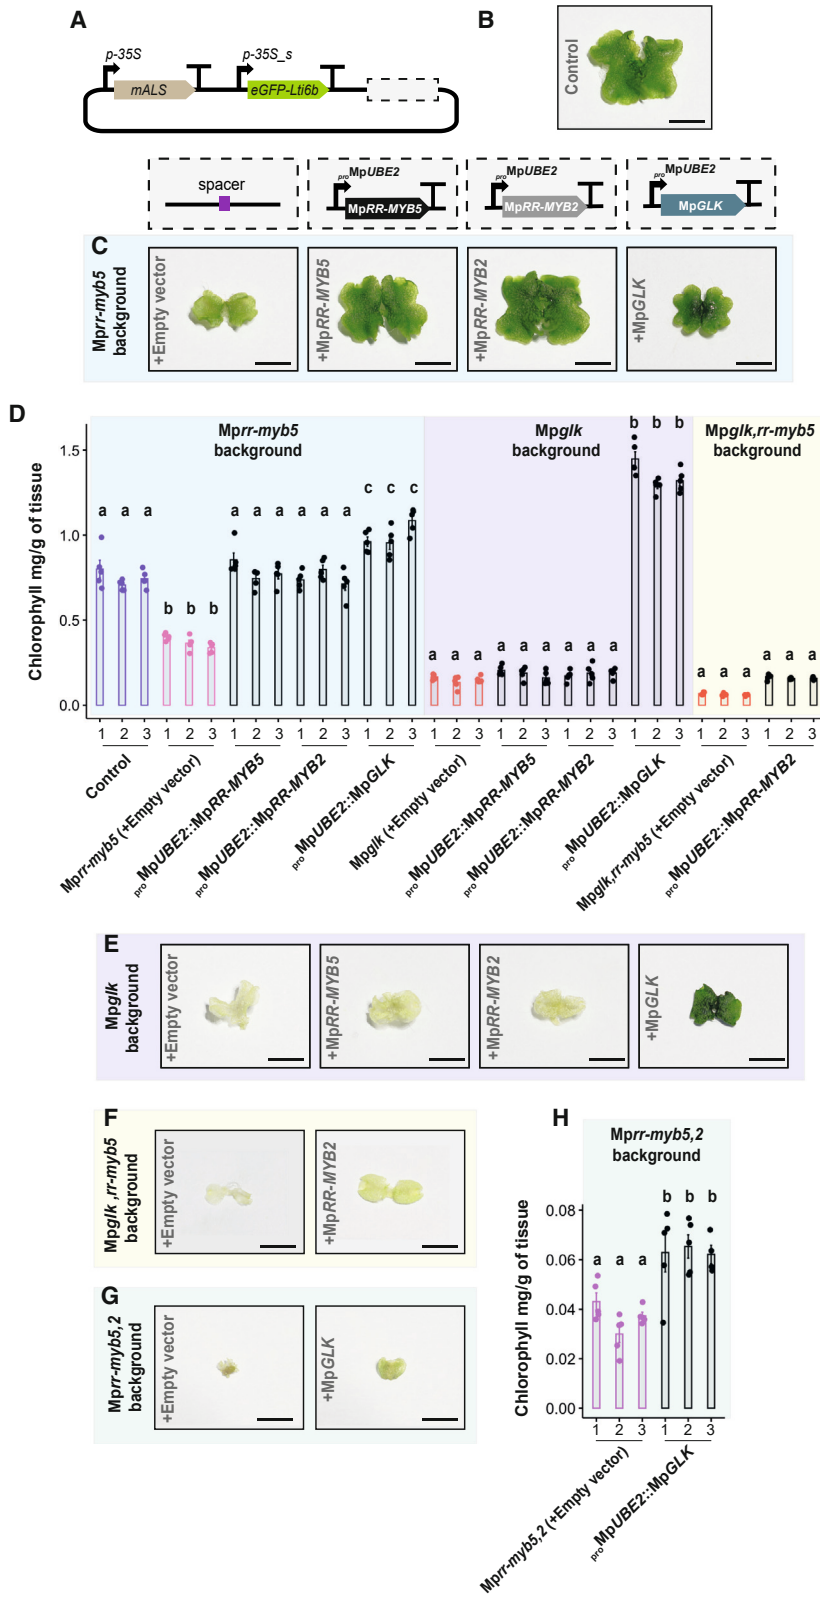 A
p-35S
p-35S_s
mALS
eGFP-Lti6b
B
Control
spacer
proMpUBE2
MpRR-MYB5
proMpUBE2
MpRR-MYB2
proMpUBE2
MpGLK
C
Mprr-myb5
background
+Empty vector
+MpRR-MYB5
+MpRR-MYB2
+MpGLK
D
Mprr-myb5
background
Mpglk
background
Mpglk,rr-myb5
background
Chlorophyll mg/g of tissue
1.5
1.0
0.5
0.0
a a a
b b b
a a a a a a
c c c
a a a a a a a a a
b b b
a a a a a a
1 2 3 1 2 3 1 2 3 1 2 3 1 2 3 1 2 3 1 2 3 1 2 3 1 2 3 1 2 3 1 2 3
Control
Mprr-myb5 (+Empty vector)
proMpUBE2::MpRR-MYB5
proMpUBE2::MpRR-MYB2
proMpUBE2::MpGLK
Mpglk (+Empty vector)
proMpUBE2::MpRR-MYB5
proMpUBE2::MpRR-MYB2
proMpUBE2::MpGLK
Mpglk,rr-myb5 (+Empty vector)
proMpUBE2::MpRR-MYB2
E
Mpglk
background
+Empty vector
+MpRR-MYB5
+MpRR-MYB2
+MpGLK
F
Mpglk ,rr-myb5
background
+Empty vector
+MpRR-MYB2
G
Mprr-myb5,2
background
+Empty vector
+MpGLK
H
Mprr-myb5,2
background
Chlorophyll mg/g of tissue
0.08
0.06
0.04
0.02
0.00
a a a
b b b
1 2 3 1 2 3
Mprr-myb5,2 (+Empty vector)
proMpUBE2::MpGLK